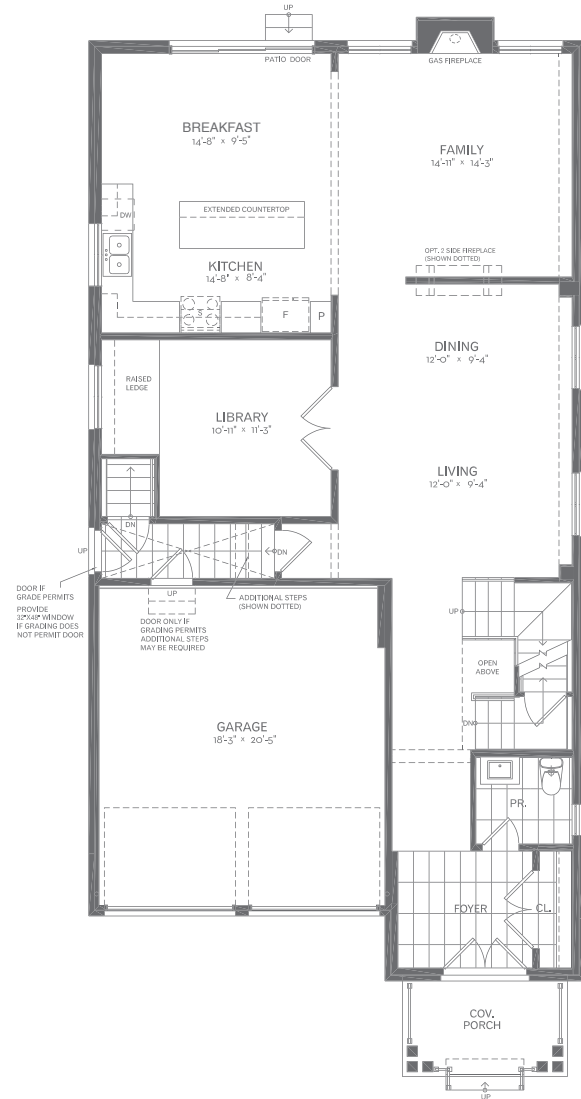 UP
PATIO DOOR
GAS FIREPLACE
BREAKFAST
14'-8" x 9'-5"
FAMILY
14'-11" x 14'-3"
DW
EXTENDED COUNTERTOP
OPT. 2 SIDE FIREPLACE
(SHOWN DOTTED)
KITCHEN
14'-8" x 8'-4"
S
F
P
DINING
12'-0" x 9'-4"
RAISED
LEDGE
LIBRARY
10'-11" x 11'-3"
LIVING
12'-0" x 9'-4"
DN
UP
DN
DOOR IF
GRADE PERMITS
PROVIDE
32"X48" WINDOW
IF GRADING DOES
NOT PERMIT DOOR
UP
ADDITIONAL STEPS
(SHOWN DOTTED)
DOOR ONLY IF
GRADING PERMITS
ADDITIONAL STEPS
MAY BE REQUIRED
UP
OPEN
ABOVE
DN
GARAGE
18'-3" x 20'-5"
PR.
FOYER
CL.
COV.
PORCH
UP